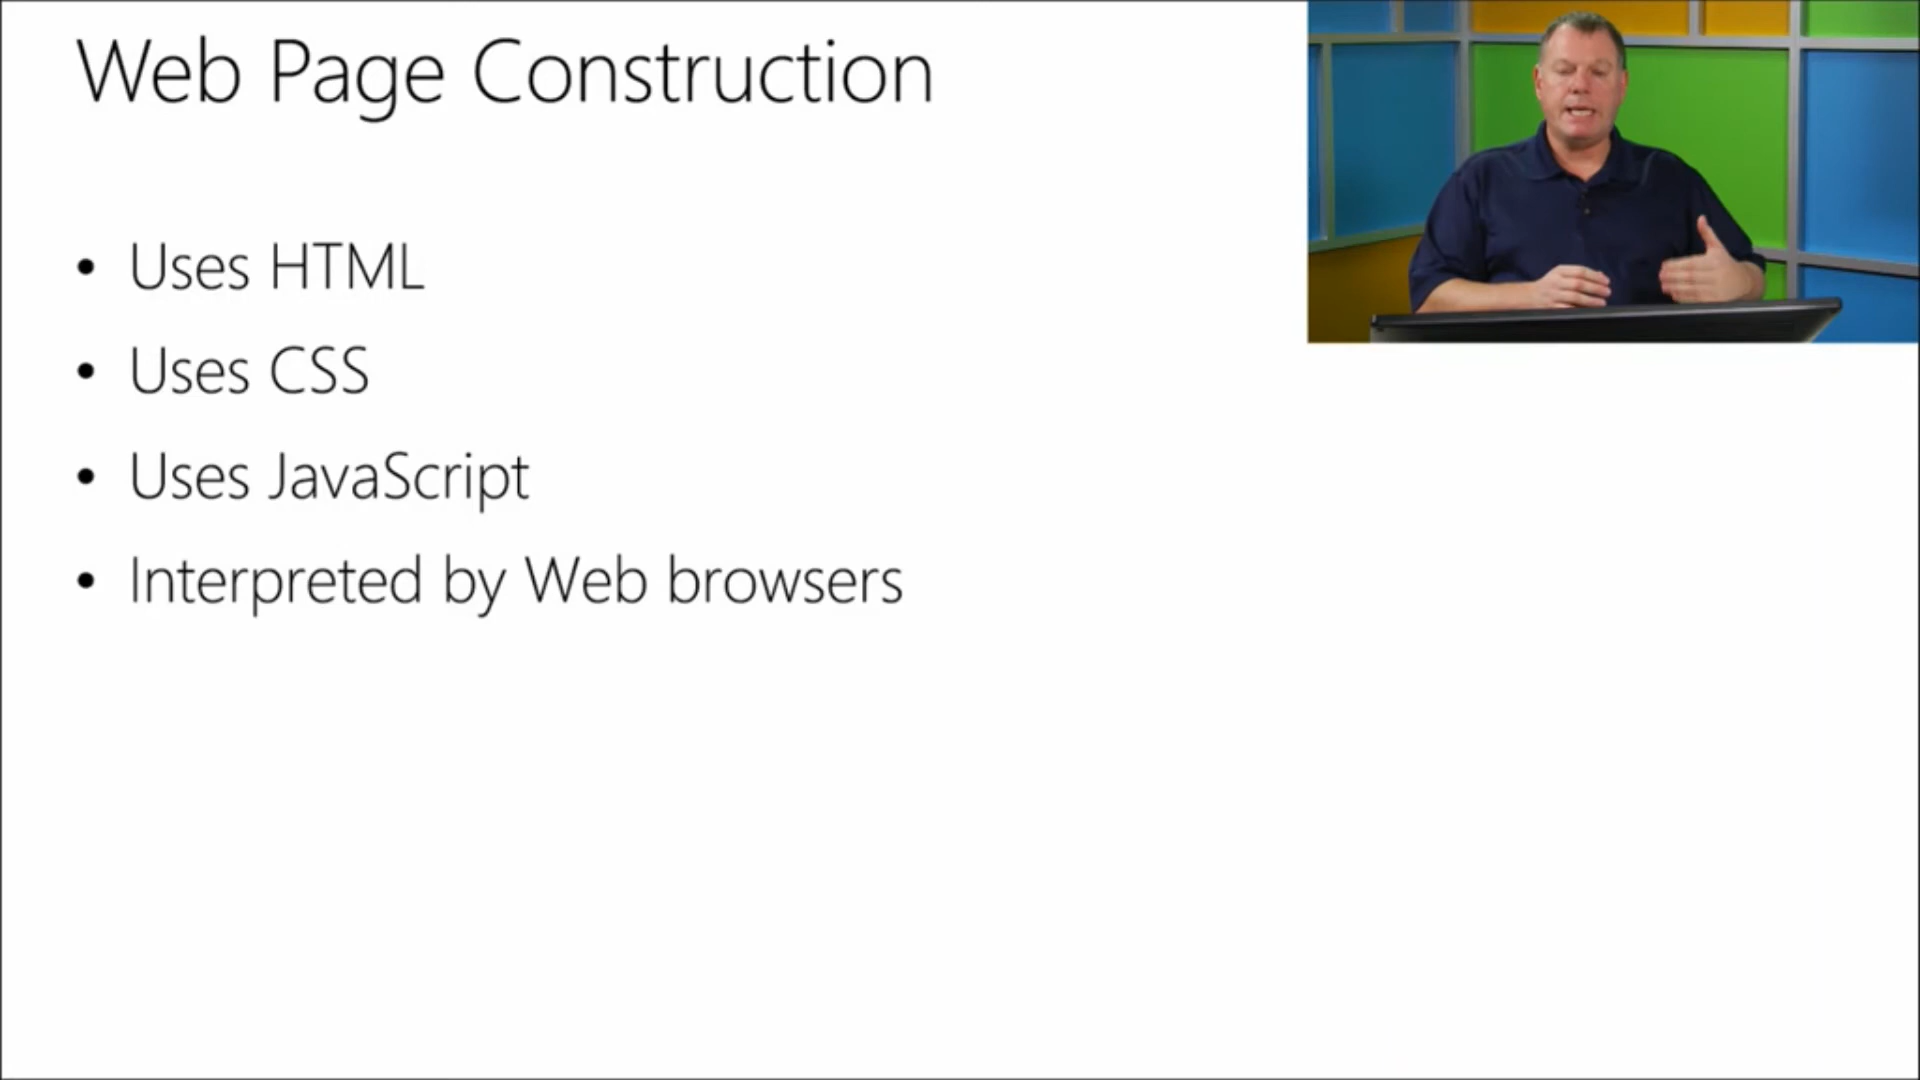 Web Page Construction
• Uses HTML
• Uses CSS
• Uses JavaScript
• Interpreted by Web browsers